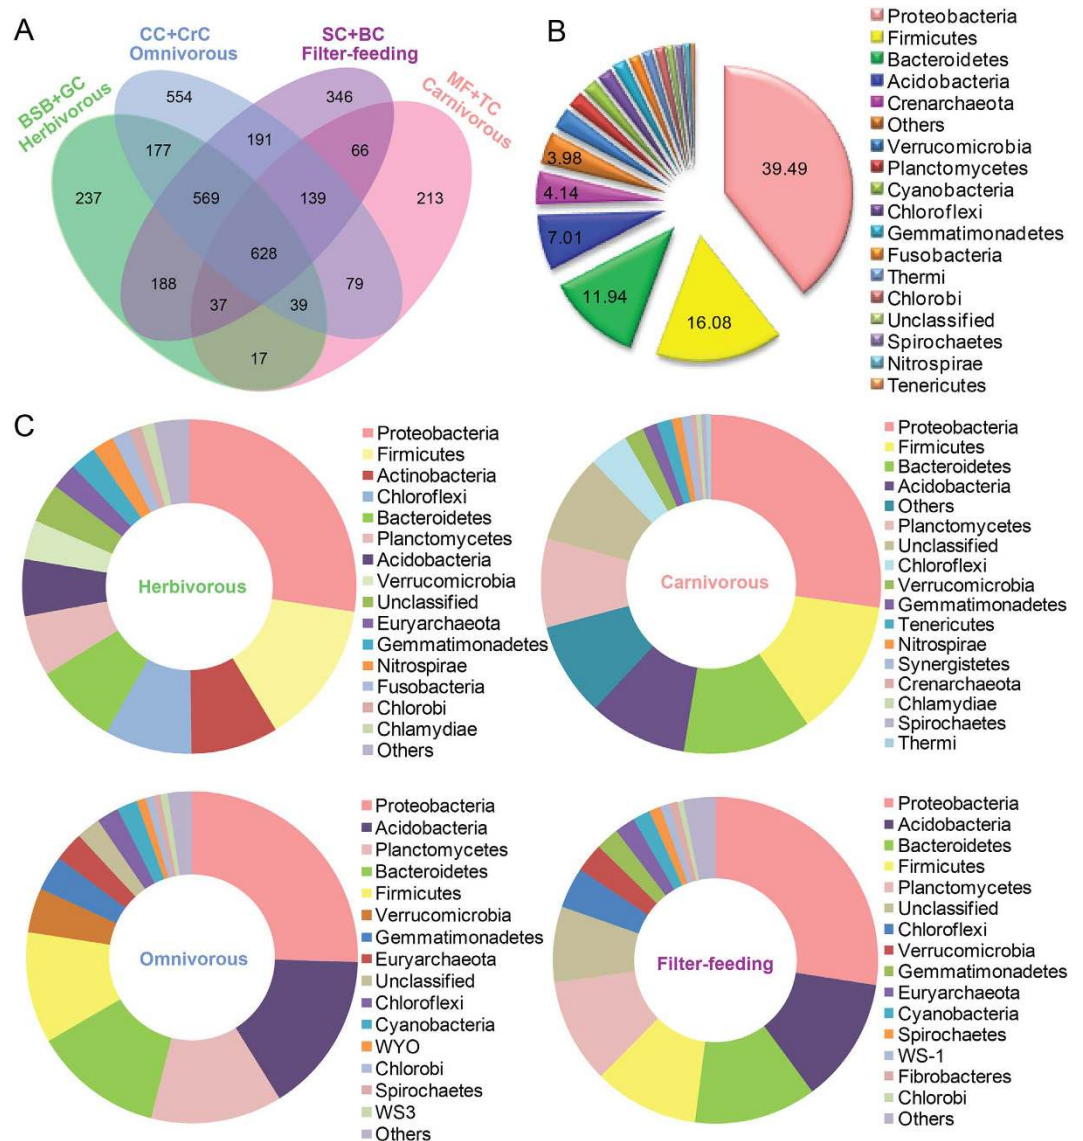 A
BSB+GC
Herbivorous
CC+CrC
Omnivorous
SC+BC
Filter-feeding
MF+TC
Carnivorous
554
346
177
191
66
237
569
139
213
628
188
37
39
79
17
B
39.49
16.08
11.94
7.01
4.14
3.98
Proteobacteria
Firmicutes
Bacteroidetes
Acidobacteria
Crenarchaeota
Others
Verrucomicrobia
Planctomycetes
Cyanobacteria
Chloroflexi
Gemmatimonadetes
Fusobacteria
Thermi
Chlorobi
Unclassified
Spirochaetes
Nitrospirae
Tenericutes
C
Herbivorous
Proteobacteria
Firmicutes
Actinobacteria
Chloroflexi
Bacteroidetes
Planctomycetes
Acidobacteria
Verrucomicrobia
Unclassified
Euryarchaeota
Gemmatimonadetes
Nitrospirae
Fusobacteria
Chlorobi
Chlamydiae
Others
Carnivorous
Proteobacteria
Firmicutes
Bacteroidetes
Acidobacteria
Others
Planctomycetes
Unclassified
Chloroflexi
Verrucomicrobia
Gemmatimonadetes
Tenericutes
Nitrospirae
Synergistetes
Crenarchaeota
Chlamydiae
Spirochaetes
Thermi
Omnivorous
Proteobacteria
Acidobacteria
Planctomycetes
Bacteroidetes
Firmicutes
Verrucomicrobia
Gemmatimonadetes
Euryarchaeota
Unclassified
Chloroflexi
Cyanobacteria
WYO
Chlorobi
Spirochaetes
WS3
Others
Filter-feeding
Proteobacteria
Acidobacteria
Bacteroidetes
Firmicutes
Planctomycetes
Unclassified
Chloroflexi
Verrucomicrobia
Gemmatimonadetes
Euryarchaeota
Cyanobacteria
Spirochaetes
WS-1
Fibrobacteres
Chlorobi
Others